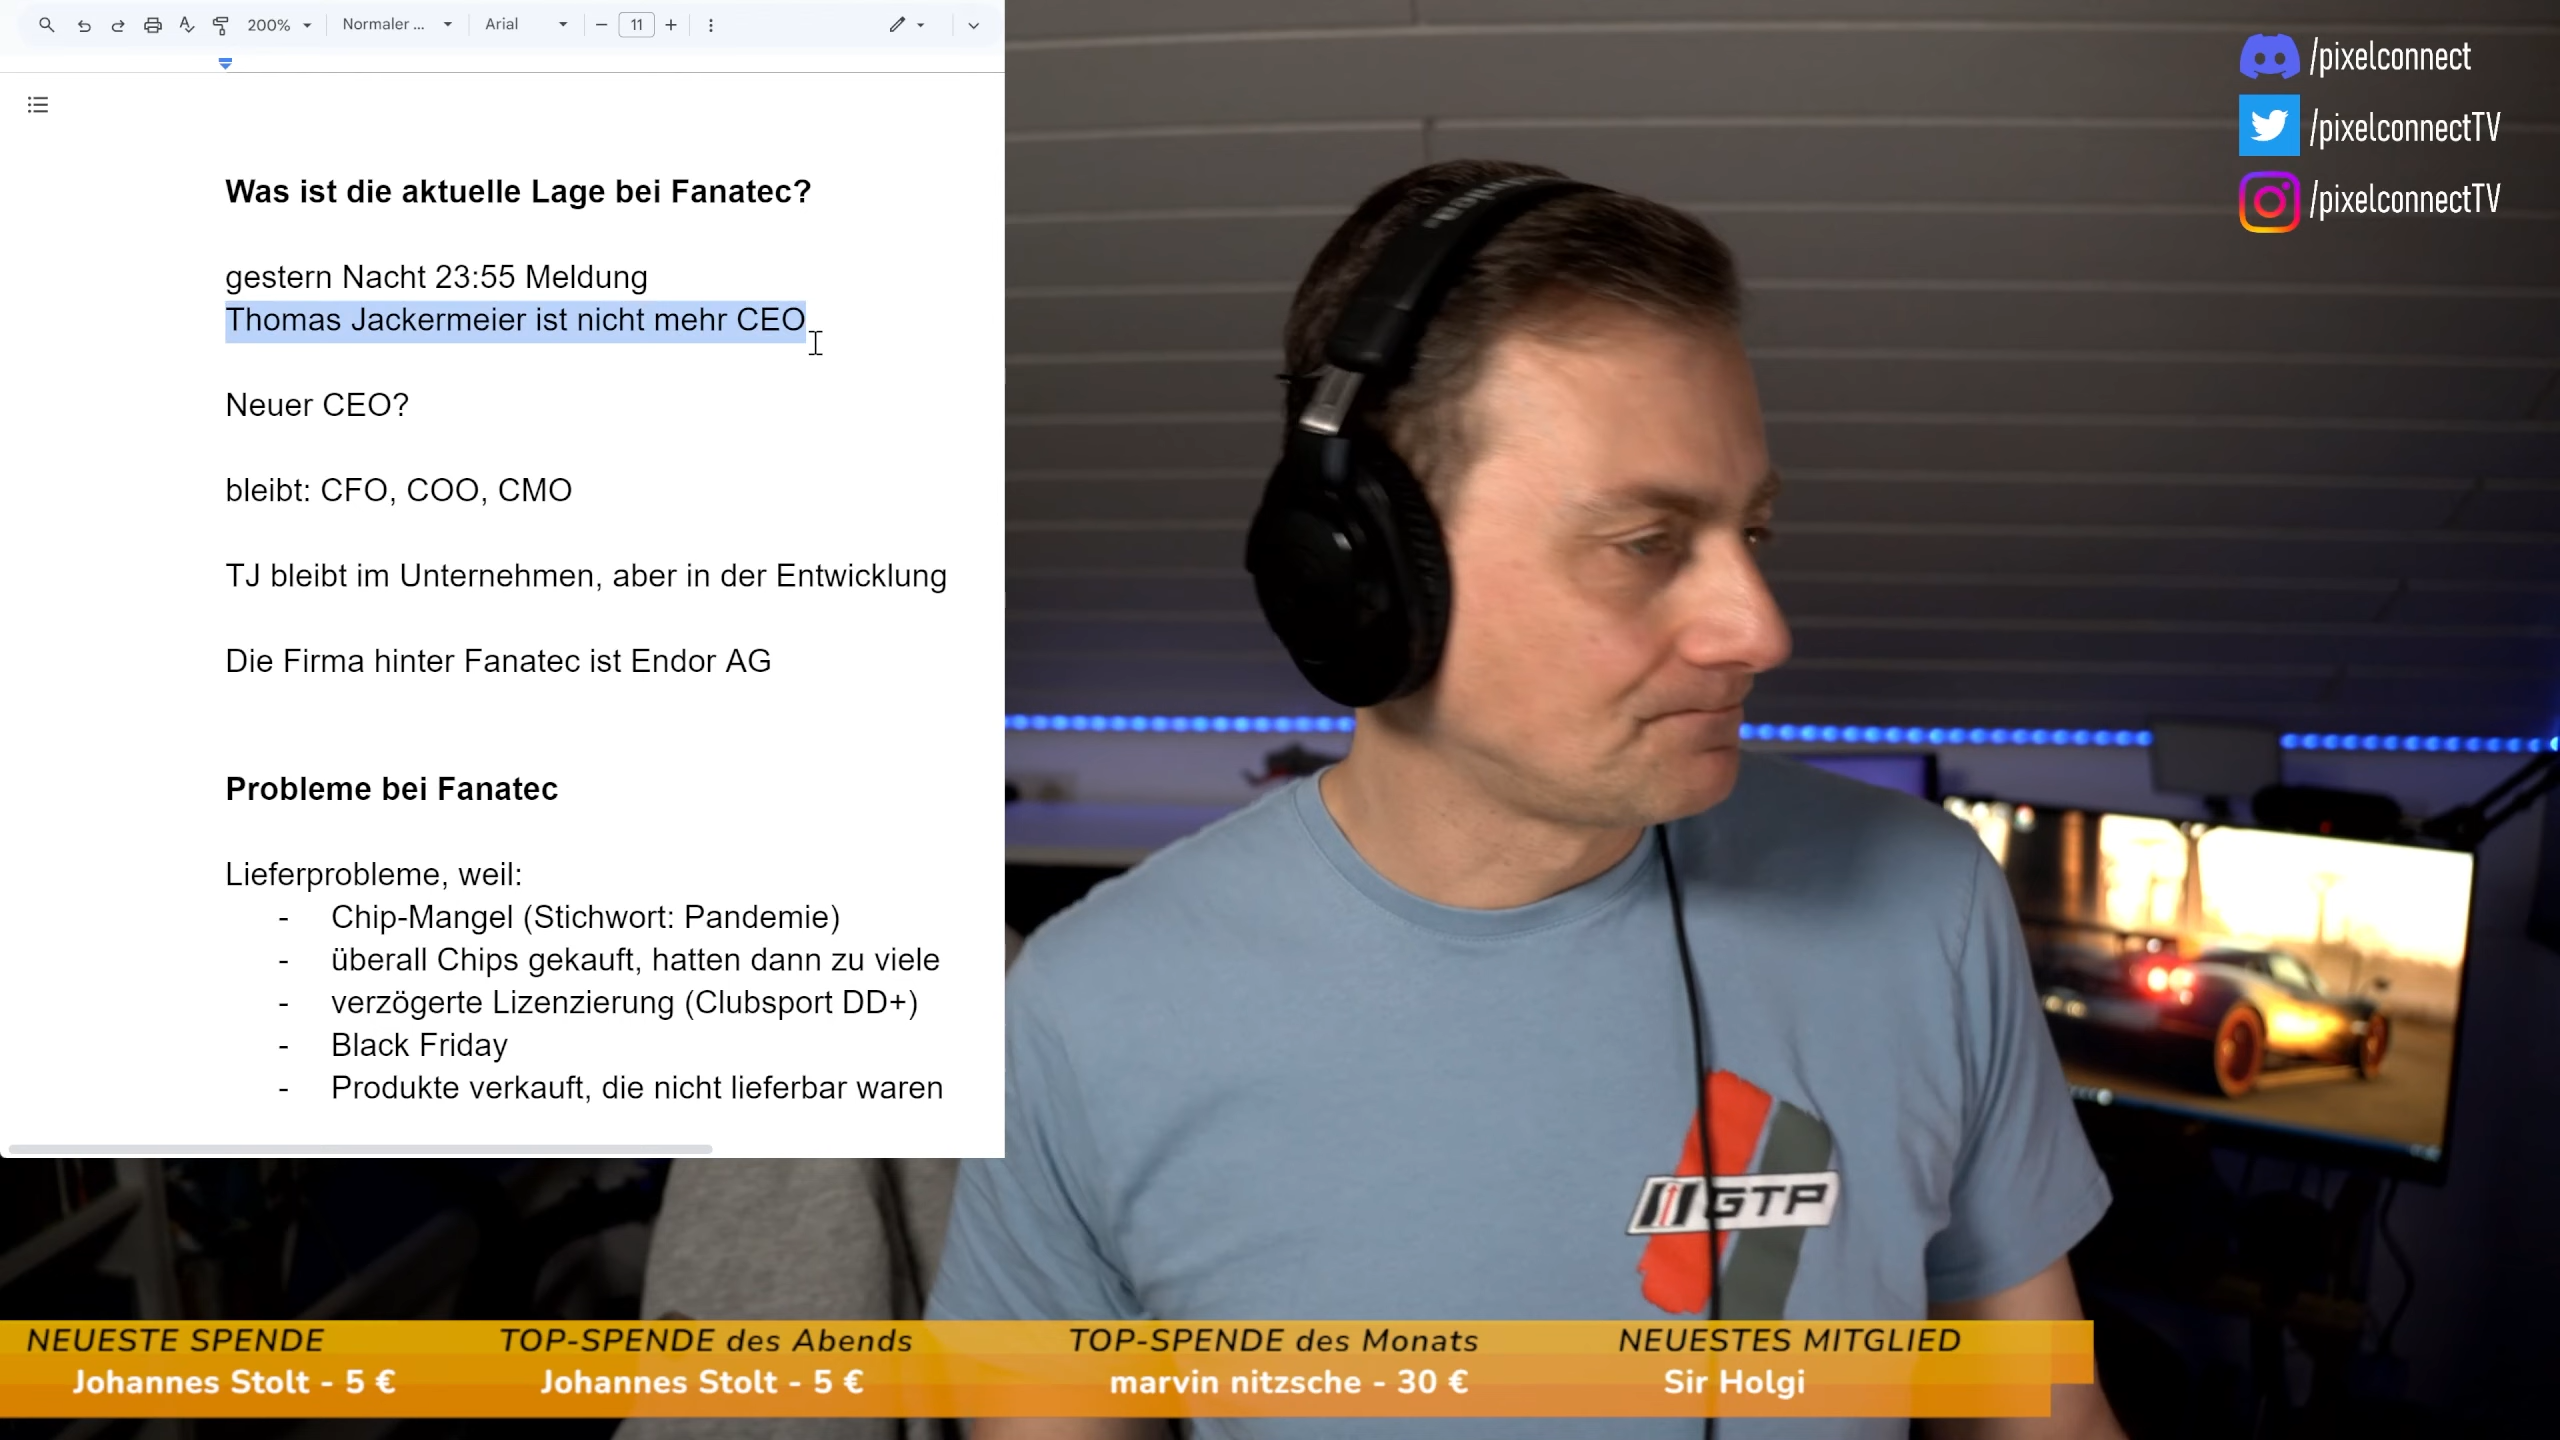 200%
Normaler ...
Arial
11
Was ist die aktuelle Lage bei Fanatec?
gestern Nacht 23:55 Meldung
Thomas Jackermeier ist nicht mehr CEO
Neuer CEO?
bleibt: CFO, COO, CMO
TJ bleibt im Unternehmen, aber in der Entwicklung
Die Firma hinter Fanatec ist Endor AG
Probleme bei Fanatec
Lieferprobleme, weil:
- Chip-Mangel (Stichwort: Pandemie)
- überall Chips gekauft, hatten dann zu viele
- verzögerte Lizenzierung (Clubsport DD+)
- Black Friday
- Produkte verkauft, die nicht lieferbar waren
/pixelconnect
/pixelconnectTV
/pixelconnectTV
GTP
NEUESTE SPENDE
Johannes Stolt - 5 €
TOP-SPENDE des Abends
Johannes Stolt - 5 €
TOP-SPENDE des Monats
marvin nitzsche - 30 €
NEUESTES MITGLIED
Sir Holgi